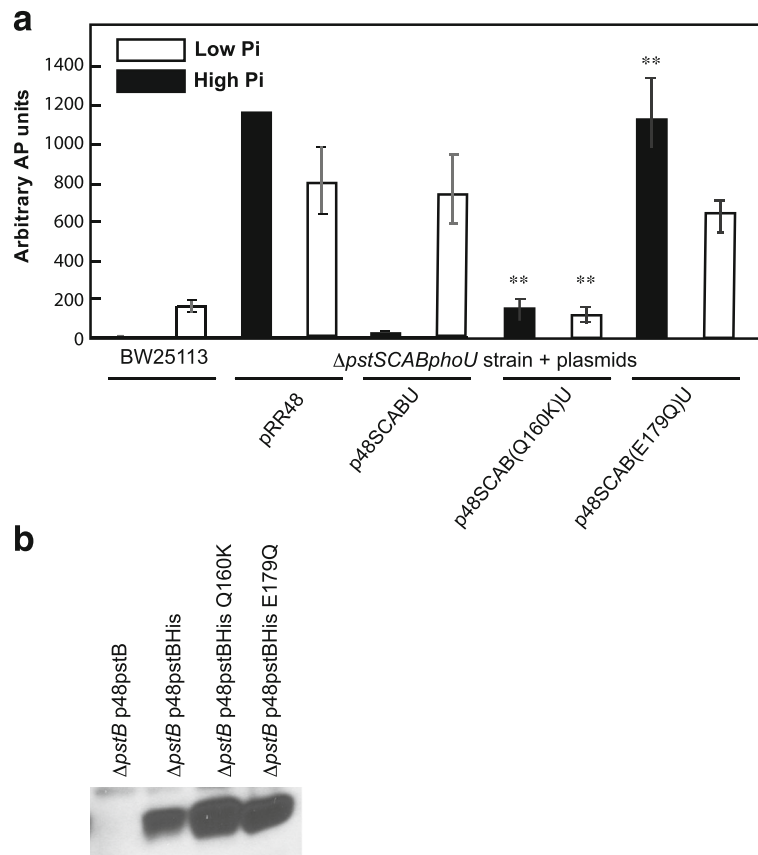 a
Low Pi
High Pi
Arbitrary AP units
1400
1200
1000
800
600
400
200
0
**
**
**
**
BW25113
ΔpstSCABphoU strain + plasmids
pRR48
p48SCABU
p48SCAB(Q160K)U
p48SCAB(E179Q)U
b
ΔpstB p48pstB
ΔpstB p48pstBHis
ΔpstB p48pstBHis Q160K
ΔpstB p48pstBHis E179Q